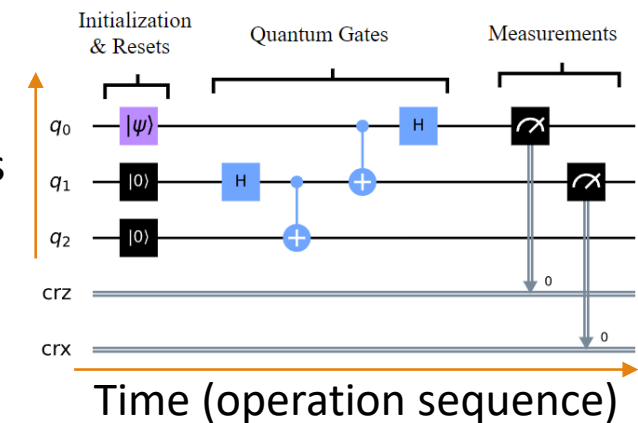 Initialization
& Resets
Quantum Gates
Measurements
q₀
|ψ⟩
H
q₁
|0⟩
H
q₂
|0⟩
crz
0
crx
0
Time (operation sequence)